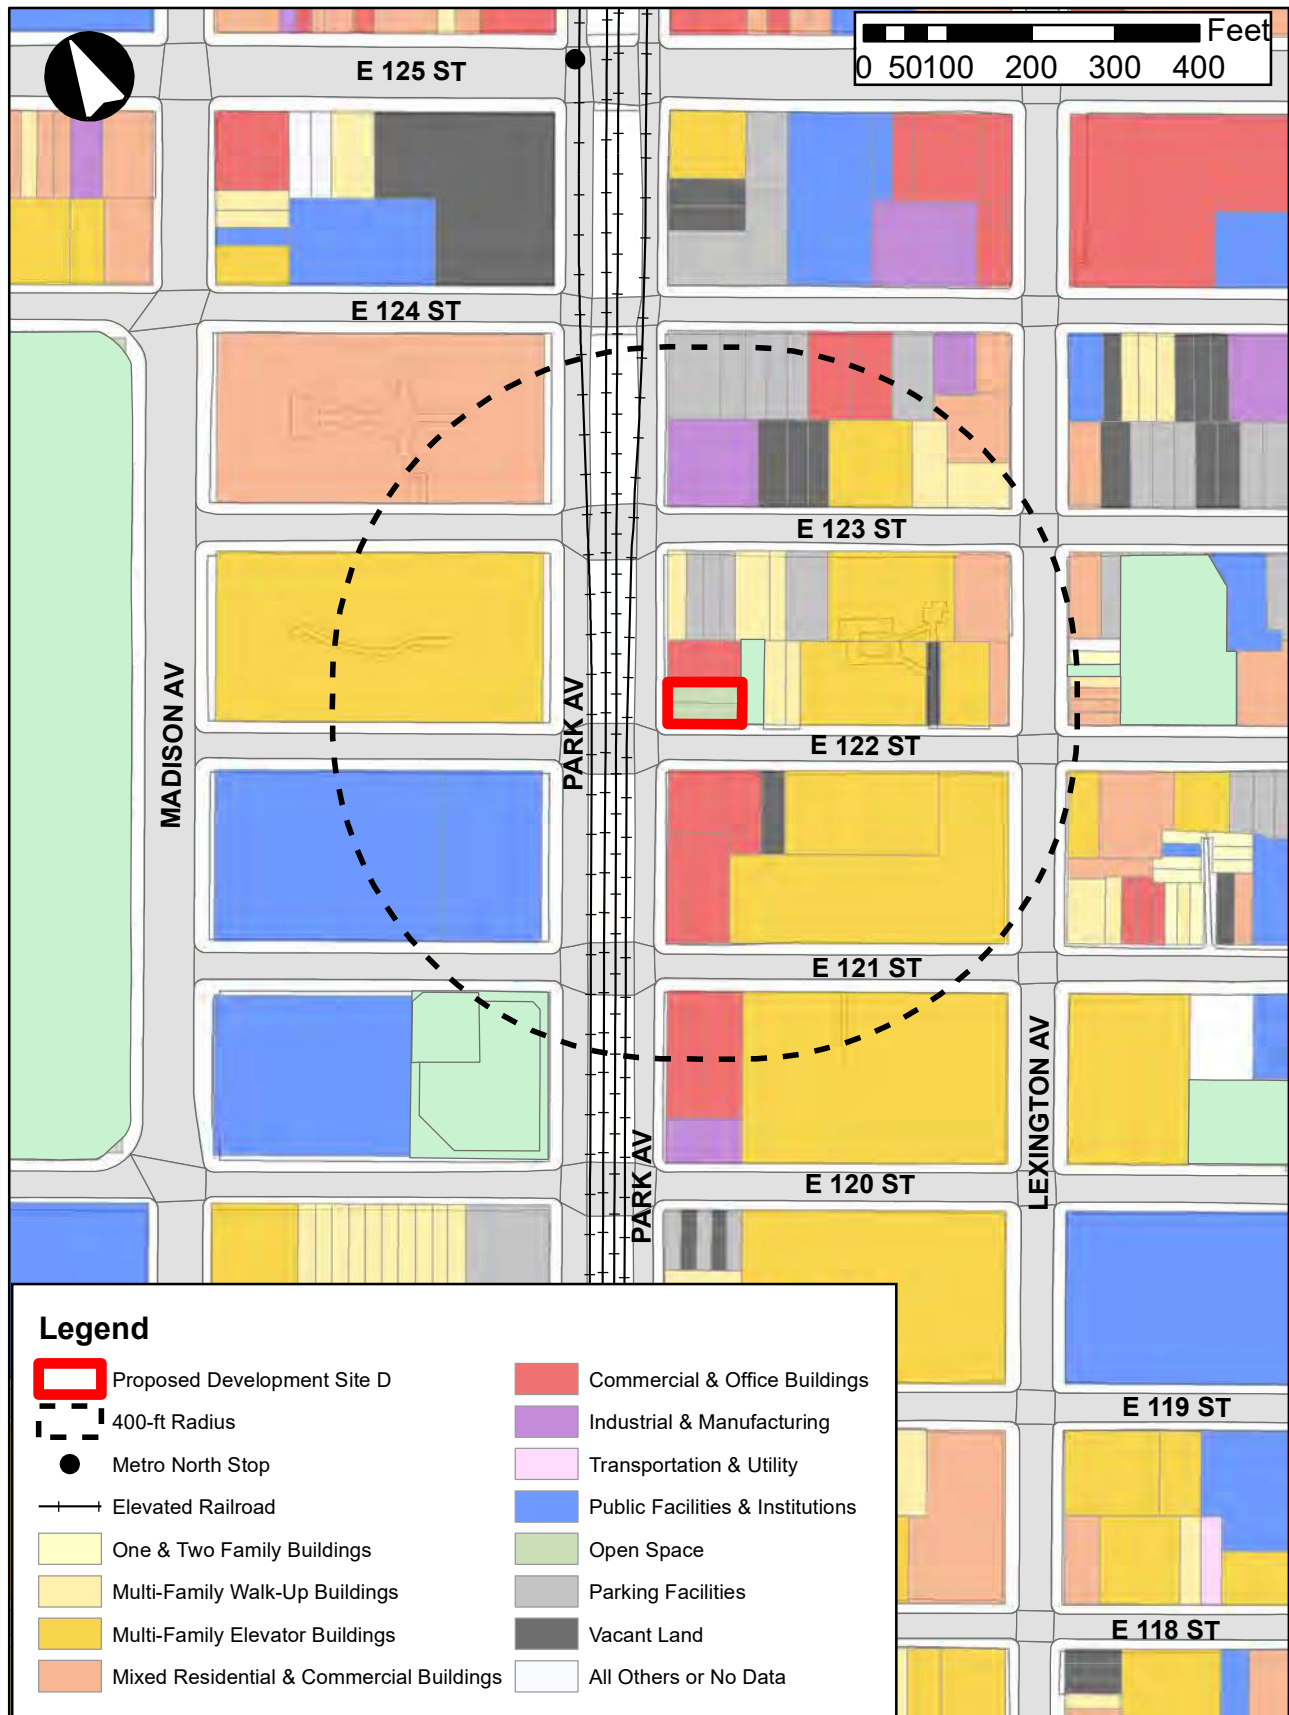 Feet
0 50 100 200 300 400
E 125 ST
E 124 ST
E 123 ST
MADISON AV
PARK AV
E 122 ST
E 121 ST
LEXINGTON AV
PARK AV
E 120 ST
E 119 ST
E 118 ST
Legend
Proposed Development Site D
400-ft Radius
Metro North Stop
Elevated Railroad
One & Two Family Buildings
Multi-Family Walk-Up Buildings
Multi-Family Elevator Buildings
Mixed Residential & Commercial Buildings
Commercial & Office Buildings
Industrial & Manufacturing
Transportation & Utility
Public Facilities & Institutions
Open Space
Parking Facilities
Vacant Land
All Others or No Data